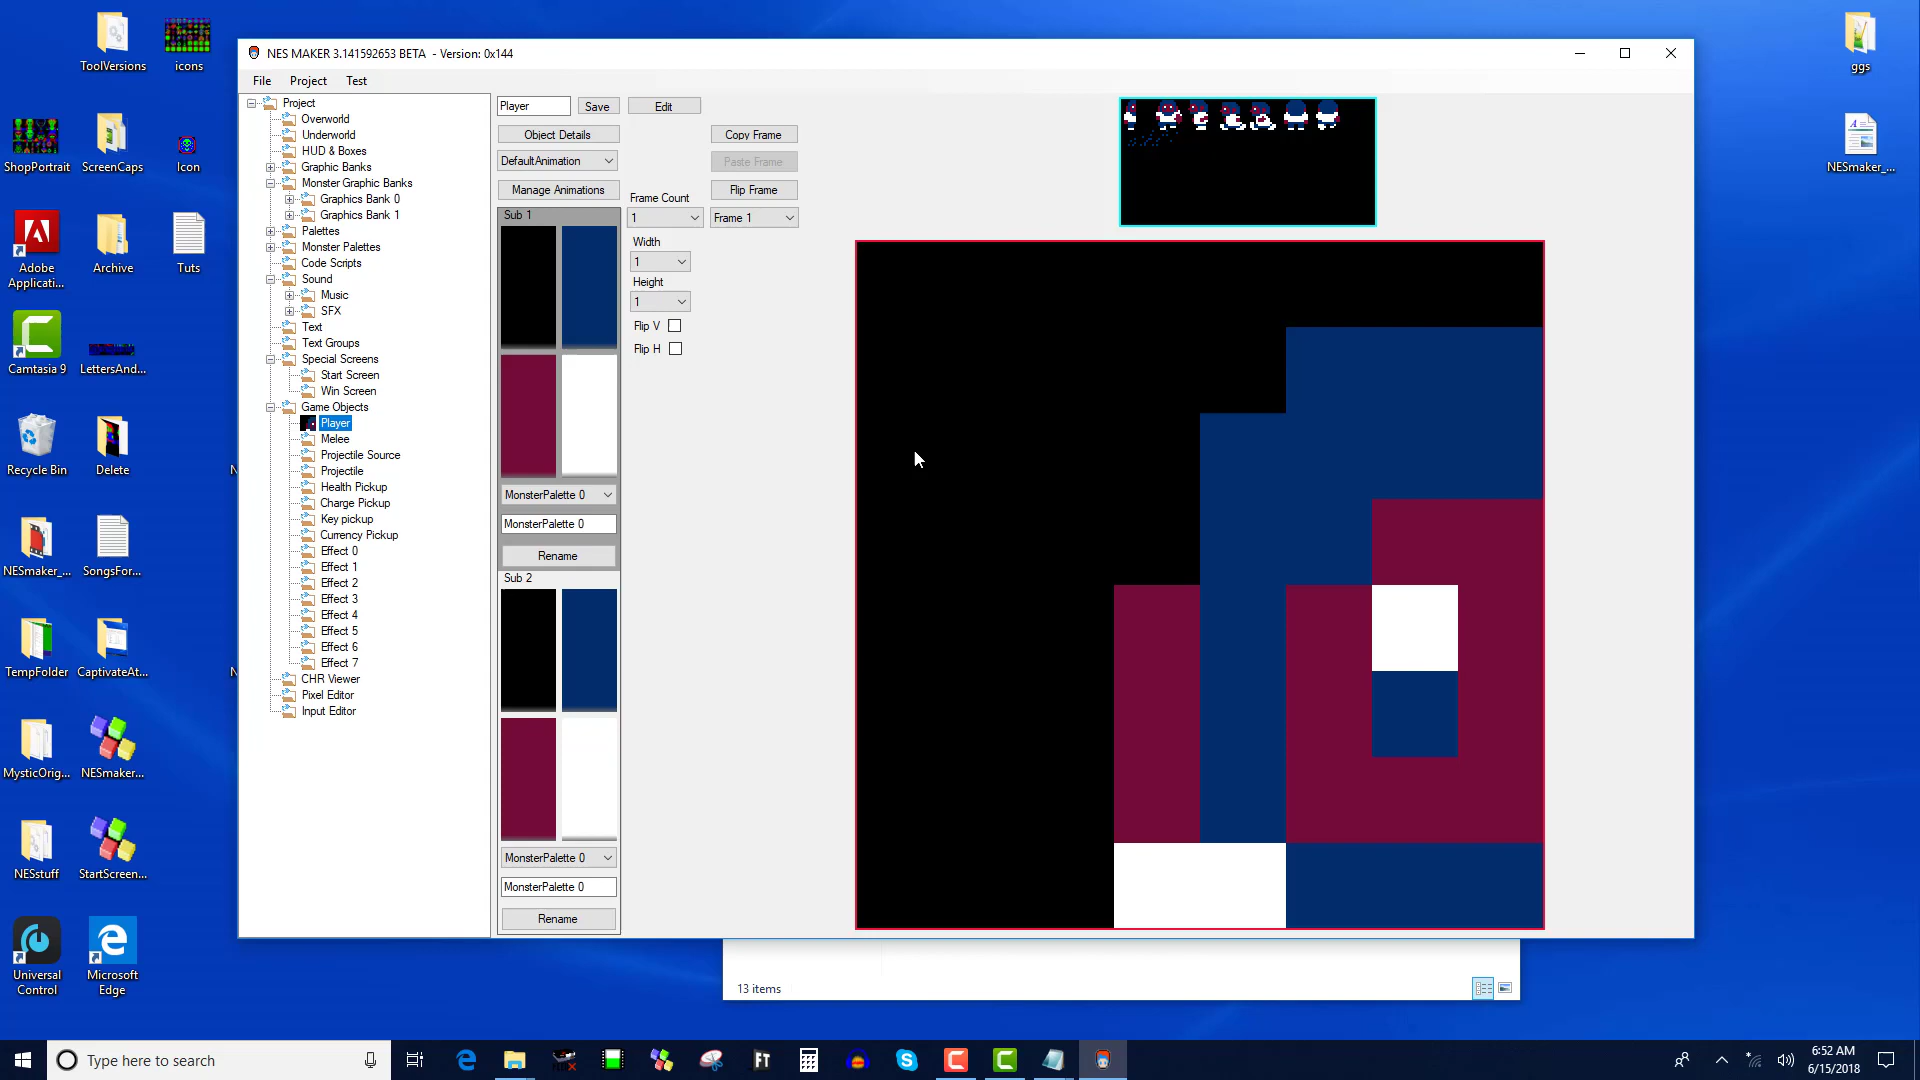 ToolVersions
icons
ggs
NES MAKER 3.141592653 BETA - Version: 0x144
File Project Test
Project
Overworld
Underworld
HUD & Boxes
Graphic Banks
Monster Graphic Banks
Graphics Bank 0
Graphics Bank 1
Palettes
Monster Palettes
Code Scripts
Sound
Music
SFX
Text
Text Groups
Special Screens
Start Screen
Win Screen
Game Objects
Player
Melee
Projectile Source
Projectile
Health Pickup
Charge Pickup
Key pickup
Currency Pickup
Effect 0
Effect 1
Effect 2
Effect 3
Effect 4
Effect 5
Effect 6
Effect 7
CHR Viewer
Pixel Editor
Input Editor
Player Save Edit
Object Details
DefaultAnimation
Manage Animations
Sub 1
MonsterPalette 0
MonsterPalette 0
Rename
Sub 2
MonsterPalette 0
MonsterPalette 0
Rename
Copy Frame
Paste Frame
Flip Frame
Frame Count
1
Frame 1
Width
1
Height
1
Flip V
Flip H
ShopPortrait
ScreenCaps
Icon
NESmaker_...
Adobe
Applicati...
Archive
Tuts
Camtasia 9
LettersAnd...
Recycle Bin
Delete
N
NESmaker_...
SongsFor...
TempFolder
CaptivateAt...
N
MysticOrig...
NESmaker...
NESstuff
StartScreen...
Universal
Control
Microsoft
Edge
13 items
Type here to search
FT
6:52 AM
6/15/2018